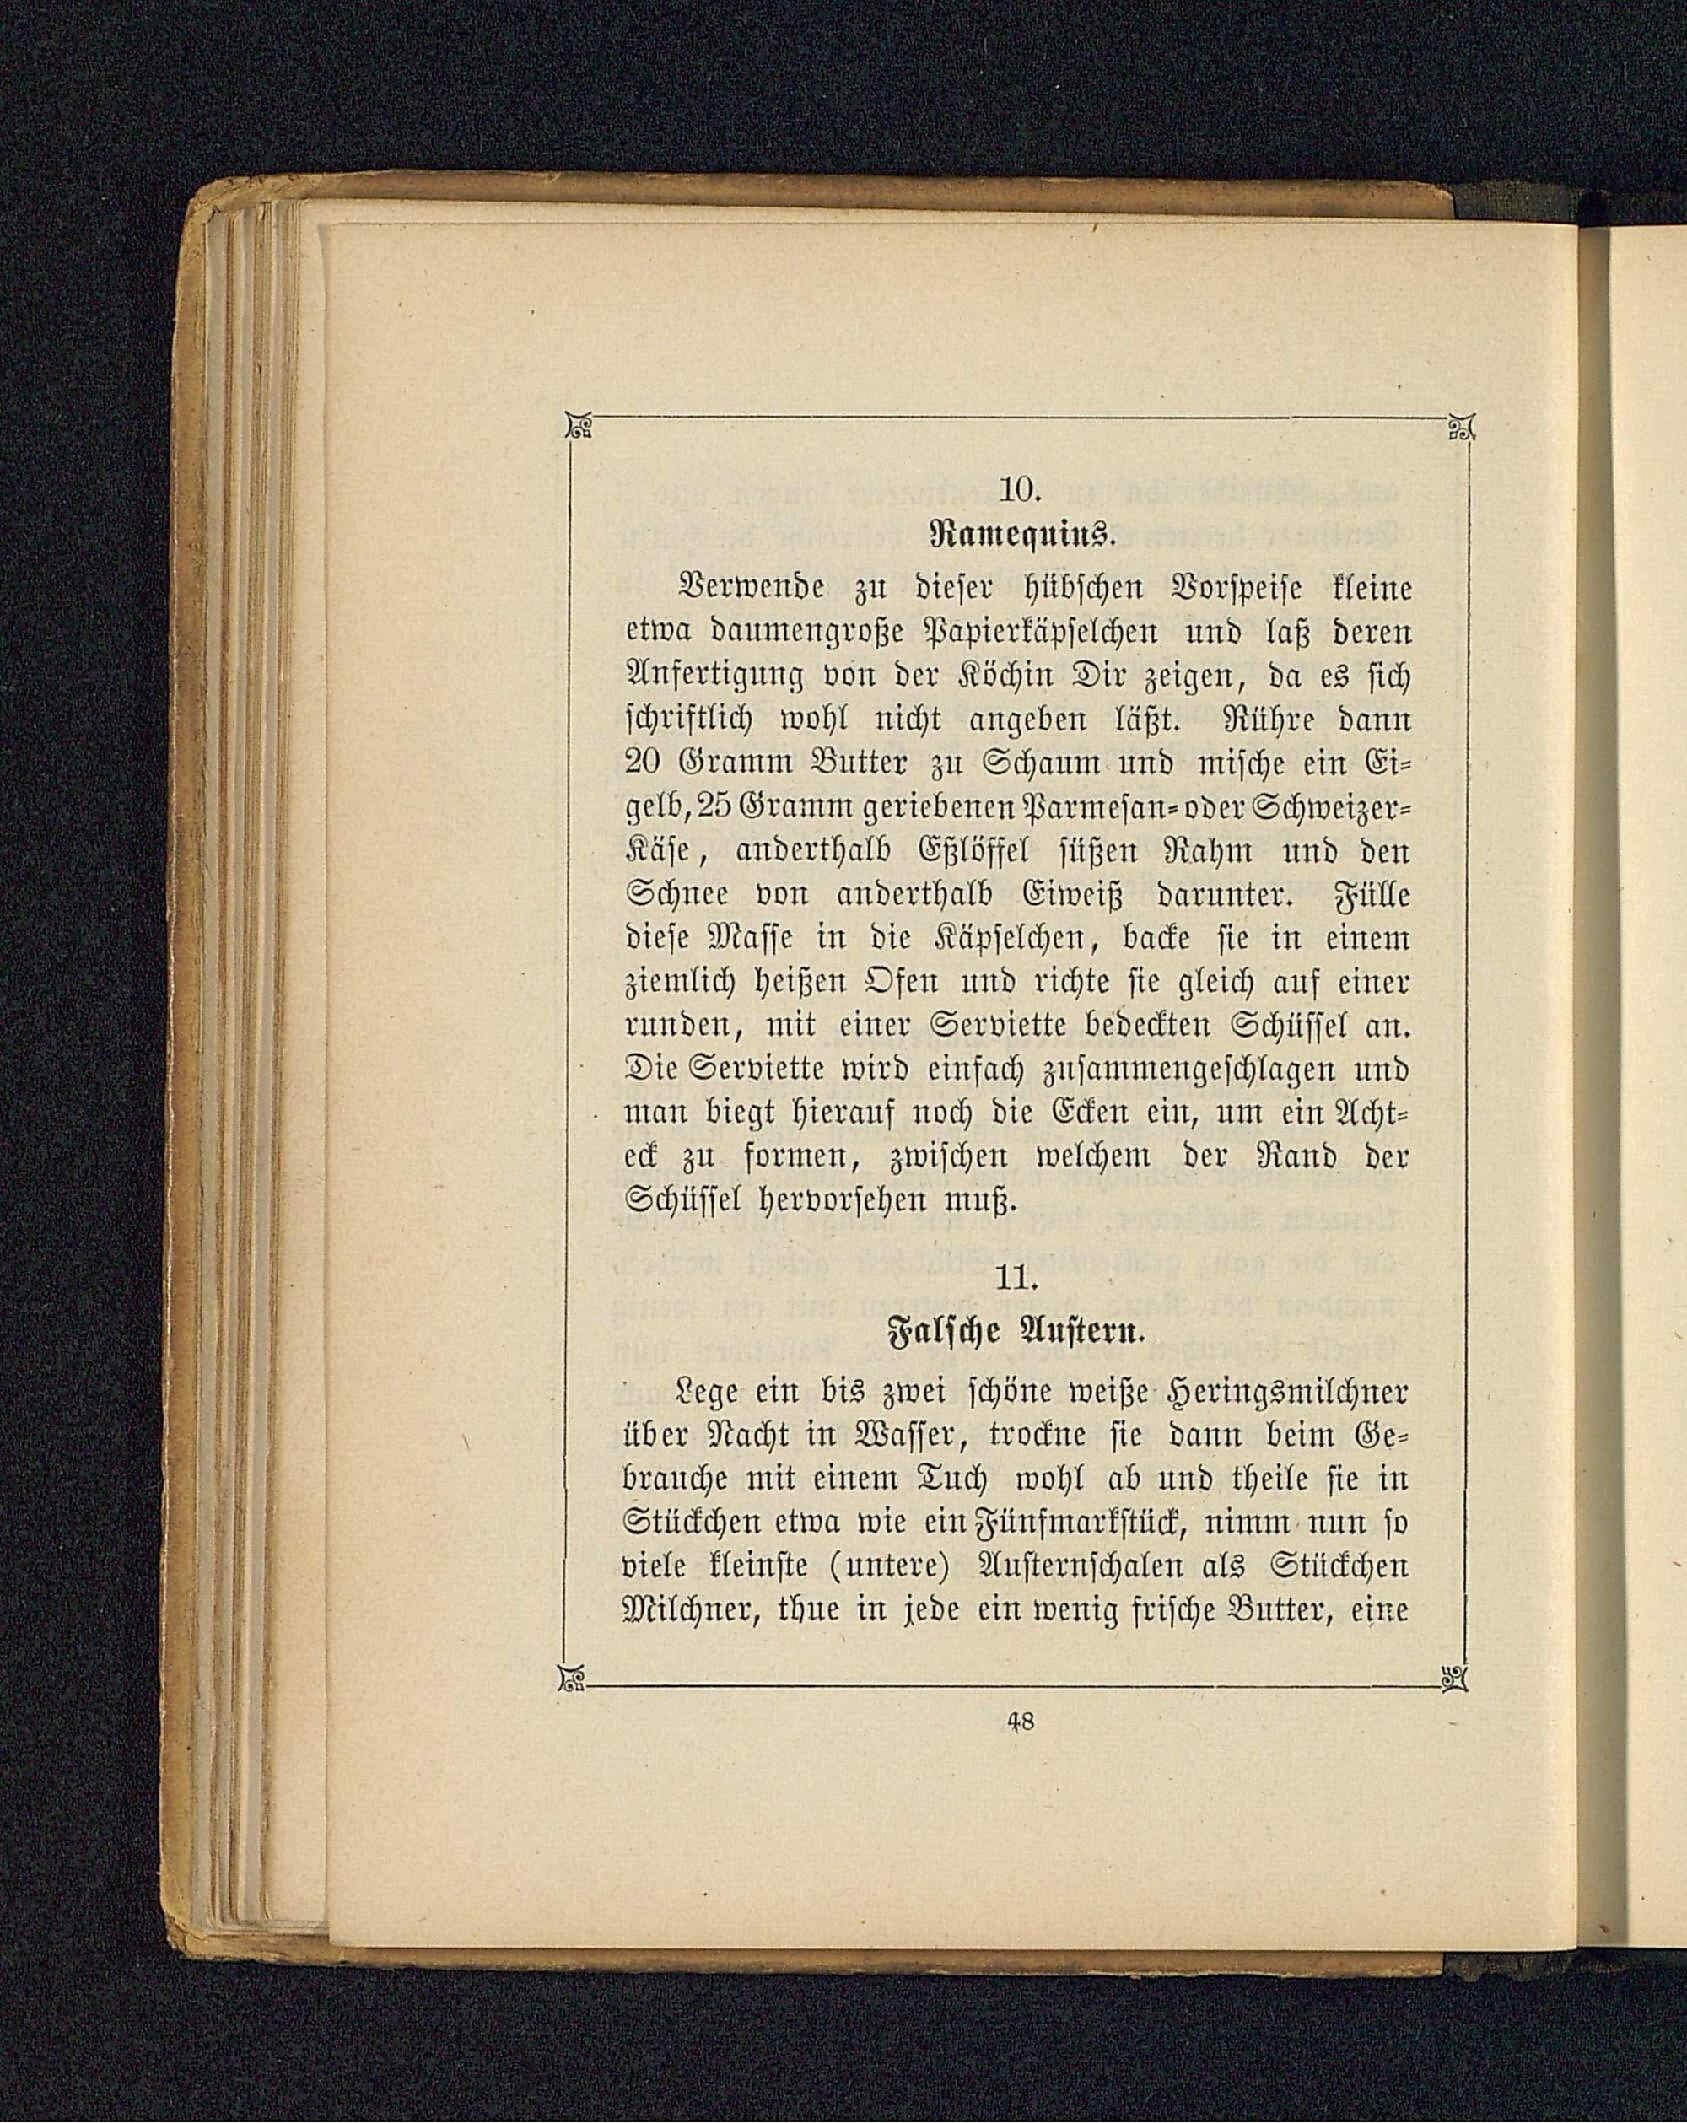 10.
Ramequins.
Verwende zu dieser hübschen Vorspeise kleine
etwa daumengroße Papierkäpselchen und laß deren
Anfertigung von der Köchin Dir zeigen, da es sich
schriftlich wohl nicht angeben läßt. Rühre dann
20 Gramm Butter zu Schaum und mische ein Ei-
gelb, 25 Gramm geriebenen Parmesan- oder Schweizer-
Käse, anderthalb Eßlöffel süßen Rahm und den
Schnee von anderthalb Eiweiß darunter. Fülle
diese Masse in die Käpselchen, backe sie in einem
ziemlich heißen Ofen und richte sie gleich auf einer
runden, mit einer Serviette bedeckten Schüssel an.
Die Serviette wird einfach zusammengeschlagen und
man biegt hierauf noch die Ecken ein, um ein Acht-
eck zu formen, zwischen welchem der Rand der
Schüssel hervorsehen muß.
11.
Falsche Austern.
Lege ein bis zwei schöne weiße Heringsmilchner
über Nacht in Wasser, trockne sie dann beim Ge-
brauche mit einem Tuch wohl ab und theile sie in
Stückchen etwa wie ein Fünfmarkstück, nimm nun so
viele kleinste (untere) Austernschalen als Stückchen
Milchner, thue in jede ein wenig frische Butter, eine
48